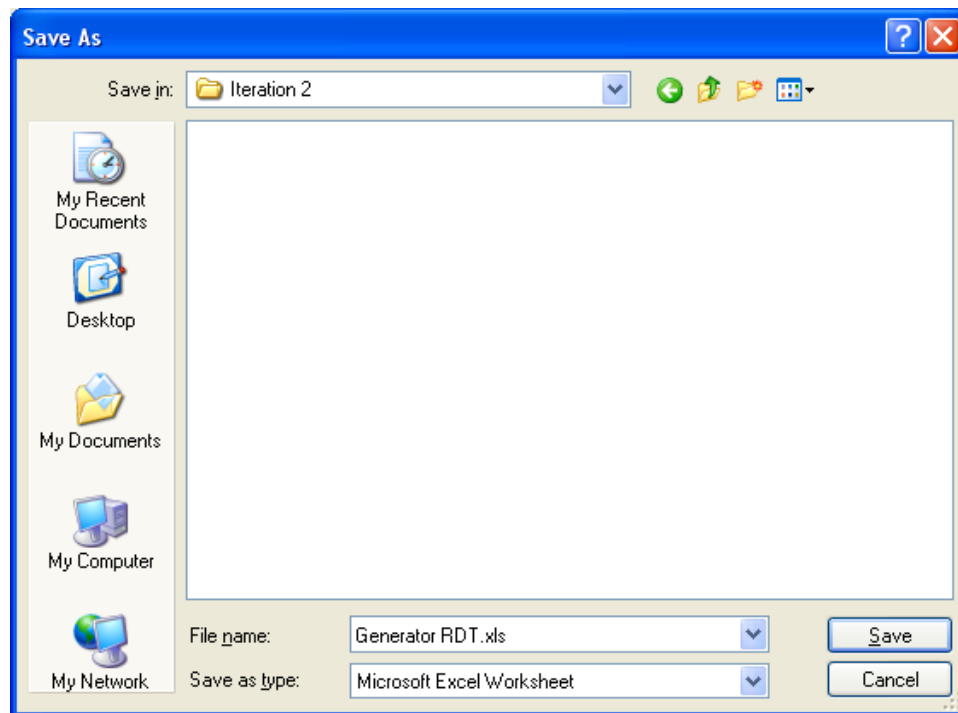 Save As
Save in:
Iteration 2
My Recent
Documents
Desktop
My Documents
My Computer
My Network
File name:
Generator RDT.xls
Save
Save as type:
Microsoft Excel Worksheet
Cancel